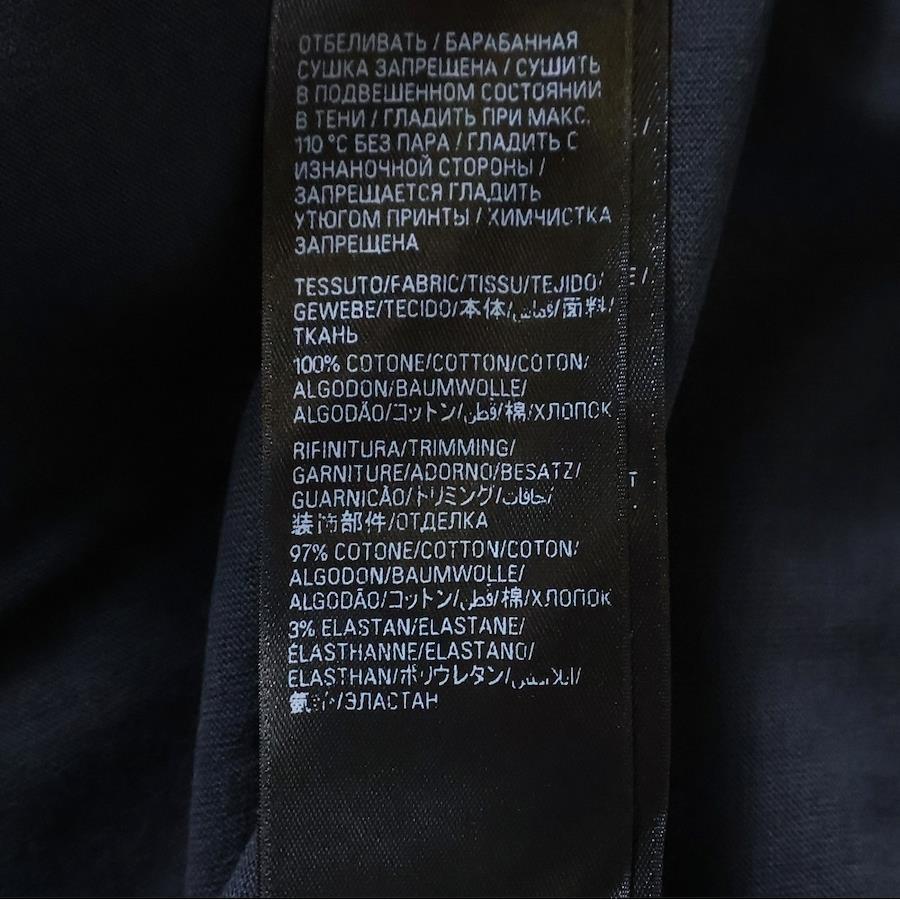 ОТБЕЛИВАТЬ / БАРАБАННАЯ
СУШКА ЗАПРЕЩЕНА / СУШИТЬ
В ПОДВЕШЕННОМ СОСТОЯНИИ
В ТЕНИ / ГЛАДИТЬ ПРИ МАКС.
110 °C БЕЗ ПАРА / ГЛАДИТЬ С
ИЗНАНОЧНОЙ СТОРОНЫ /
ЗАПРЕЩАЕТСЯ ГЛАДИТЬ
УТЮГОМ ПРИНТЫ / ХИМЧИСТКА
ЗАПРЕЩЕНА
TESSUTO/FABRIC/TISSU/TEJIDO/
GEWEBE/TECIDO/本体/قماش/面料/
ТКАНЬ
100% COTONE/COTTON/COTON/
ALGODON/BAUMWOLLE/
ALGODÃO/コットン/قطن/棉/ХЛОПОК
RIFINITURA/TRIMMING/
GARNITURE/ADORNO/BESATZ/
GUARNICÃO/トリミング/حافات/
装饰部件/ОТДЕЛКА
97% COTONE/COTTON/COTON/
ALGODON/BAUMWOLLE/
ALGODÃO/コットン/قطن/棉/ХЛОПОК
3% ELASTAN/ELASTANE/
ÉLASTHANNE/ELASTANO/
ELASTHAN/ポリウレタン/
/ЭЛАСТАН